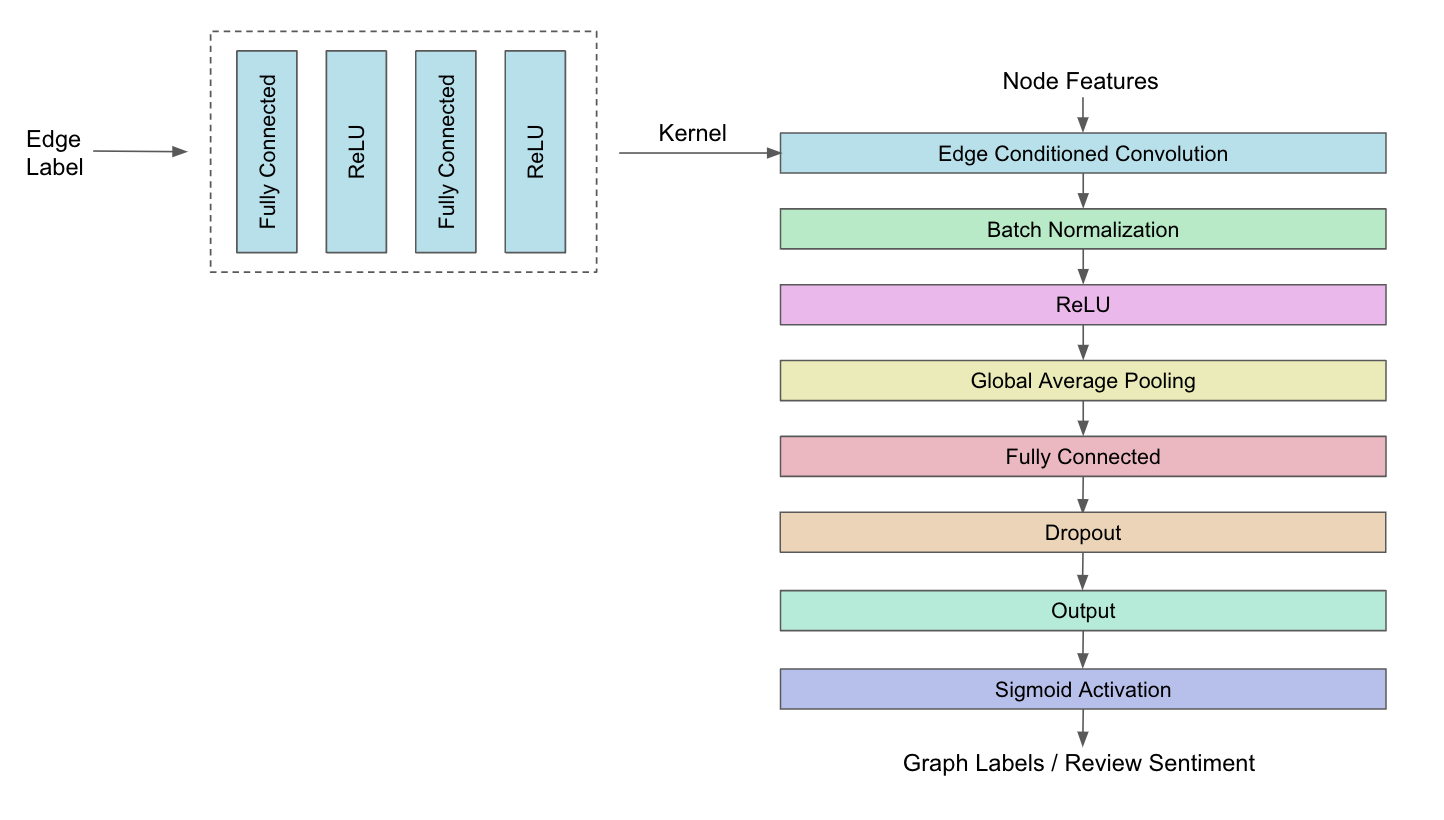 Edge
Label
Fully Connected
ReLU
Fully Connected
ReLU
Kernel
Node Features
Edge Conditioned Convolution
Batch Normalization
ReLU
Global Average Pooling
Fully Connected
Dropout
Output
Sigmoid Activation
Graph Labels / Review Sentiment